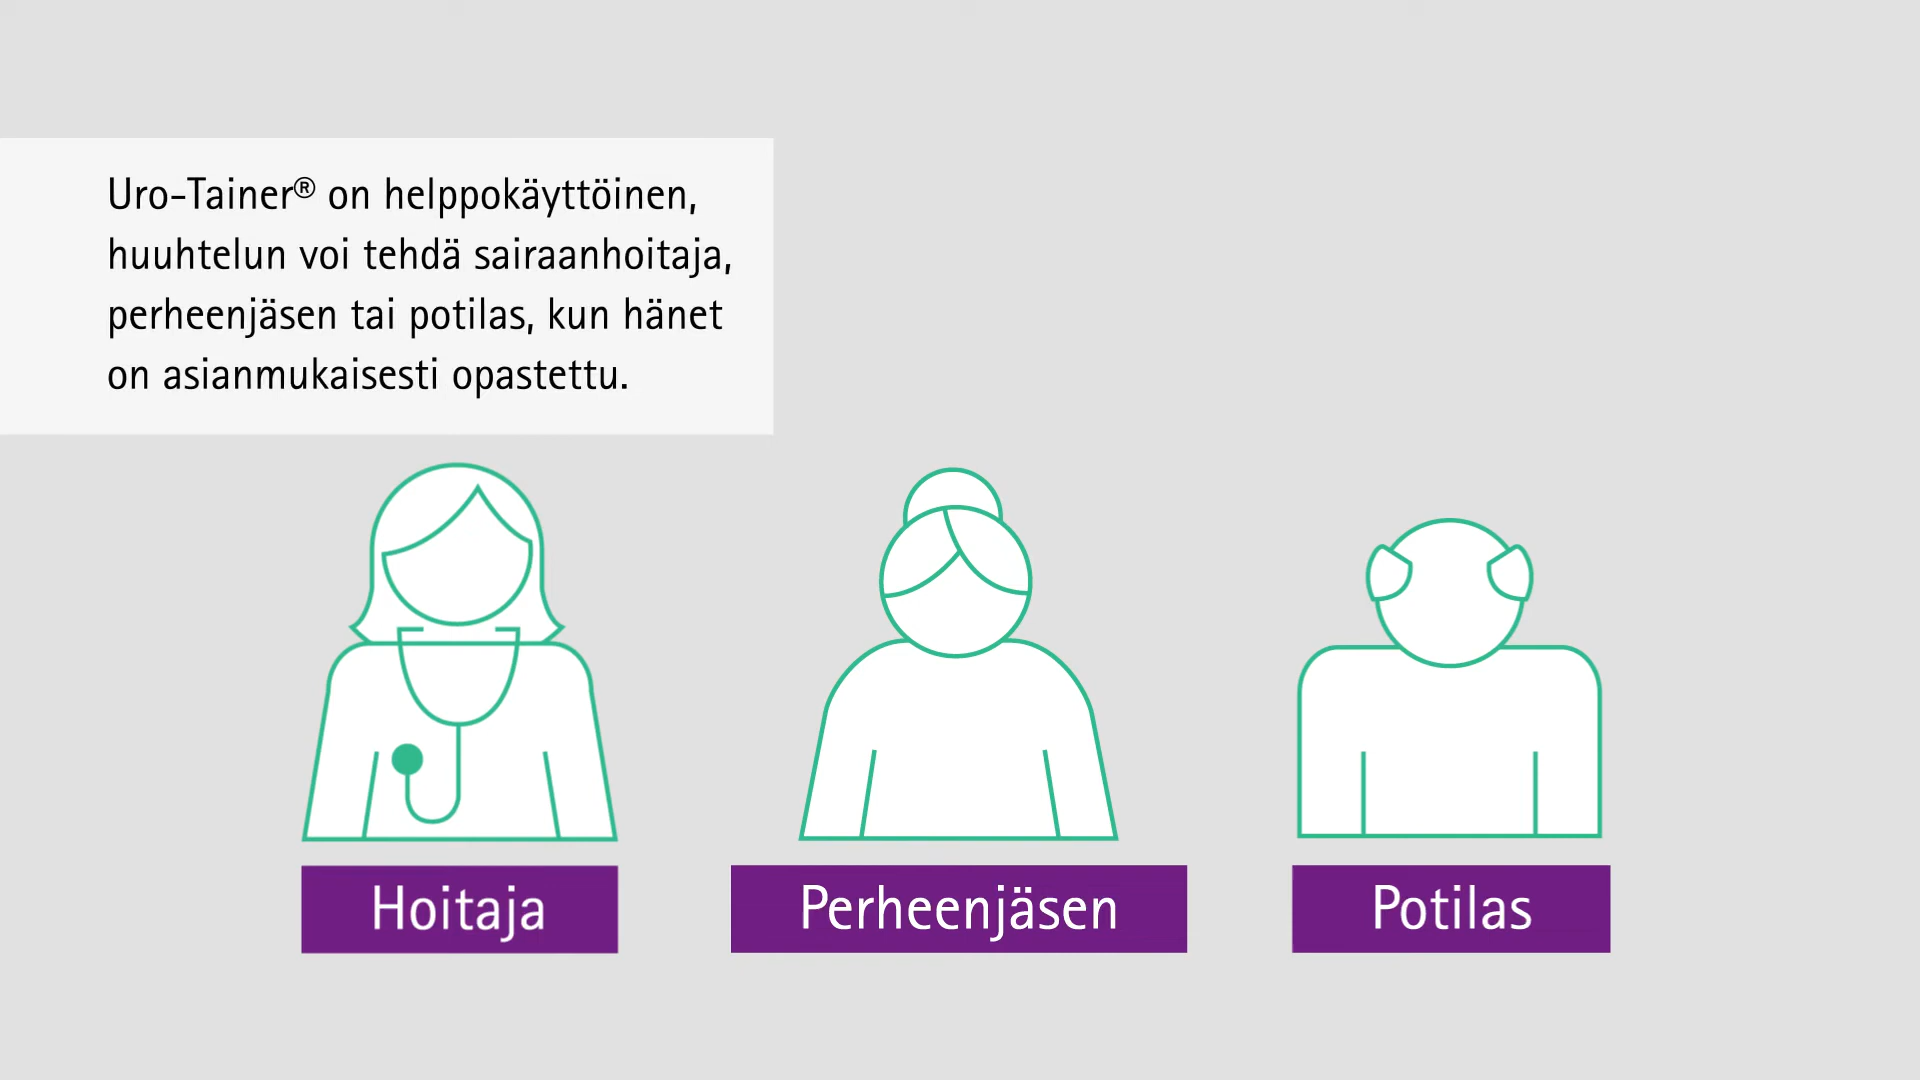 Uro-Tainer® on helppokäyttöinen,
huuhtelun voi tehdä sairaanhoitaja,
perheenjäsen tai potilas, kun hänet
on asianmukaisesti opastettu.
Hoitaja
Perheenjäsen
Potilas